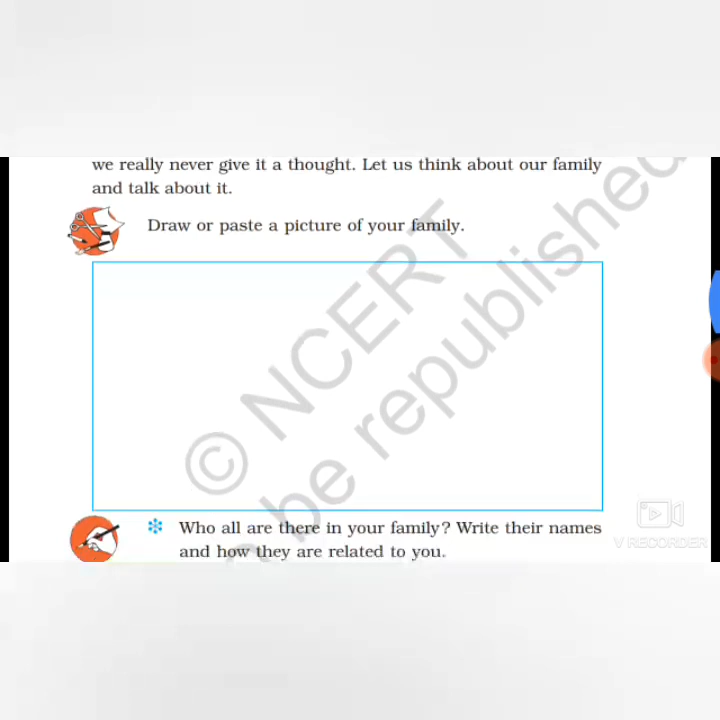 we really never give it a thought. Let us think about our family
and talk about it.
Draw or paste a picture of your family.
© NCERT
be republished
Who all are there in your family? Write their names
and how they are related to you.
V RECORDER